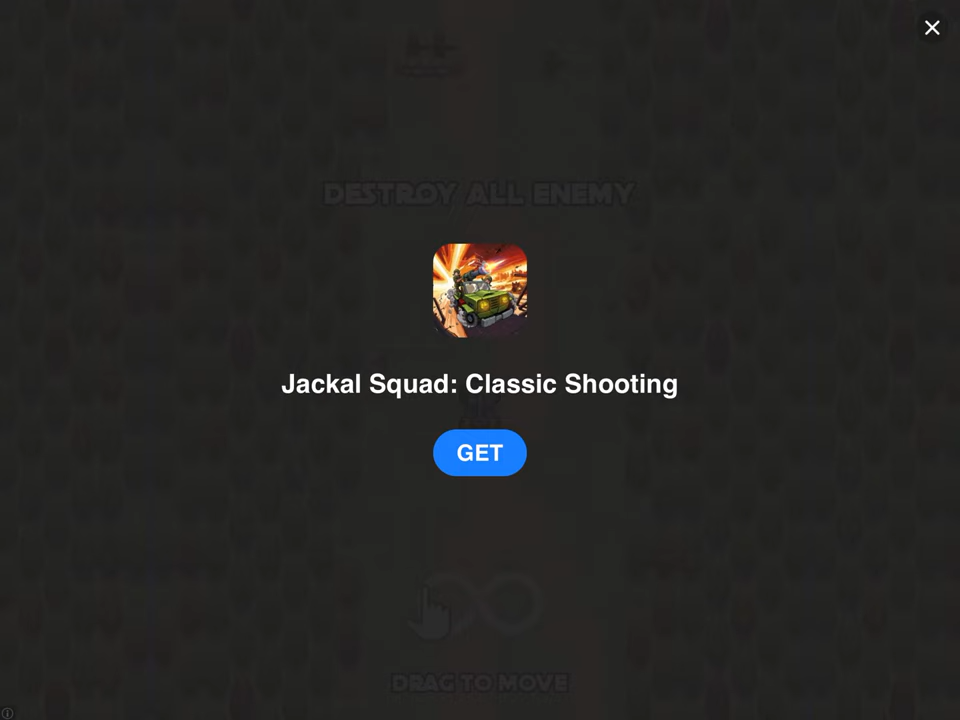 DESTROY ALL ENEMY
Jackal Squad: Classic Shooting
GET
DRAG TO MOVE